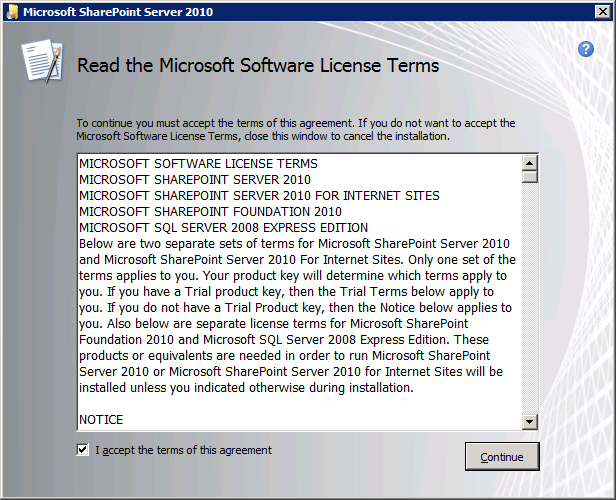 Microsoft SharePoint Server 2010
?
Read the Microsoft Software License Terms
To continue you must accept the terms of this agreement. If you do not want to accept the
Microsoft Software License Terms, close this window to cancel the installation.
MICROSOFT SOFTWARE LICENSE TERMS
MICROSOFT SHAREPOINT SERVER 2010
MICROSOFT SHAREPOINT SERVER 2010 FOR INTERNET SITES
MICROSOFT SHAREPOINT FOUNDATION 2010
MICROSOFT SQL SERVER 2008 EXPRESS EDITION
Below are two separate sets of terms for Microsoft SharePoint Server 2010
and Microsoft SharePoint Server 2010 For Internet Sites. Only one set of the
terms applies to you. Your product key will determine which terms apply to
you. If you have a Trial product key, then the Trial Terms below apply to
you. If you do not have a Trial Product key, then the Notice below applies to
you. Also below are separate license terms for Microsoft SharePoint
Foundation 2010 and Microsoft SQL Server 2008 Express Edition. These
products or equivalents are needed in order to run Microsoft SharePoint
Server 2010 or Microsoft SharePoint Server 2010 for Internet Sites will be
installed unless you indicated otherwise during installation.
NOTICE
I accept the terms of this agreement
Continue